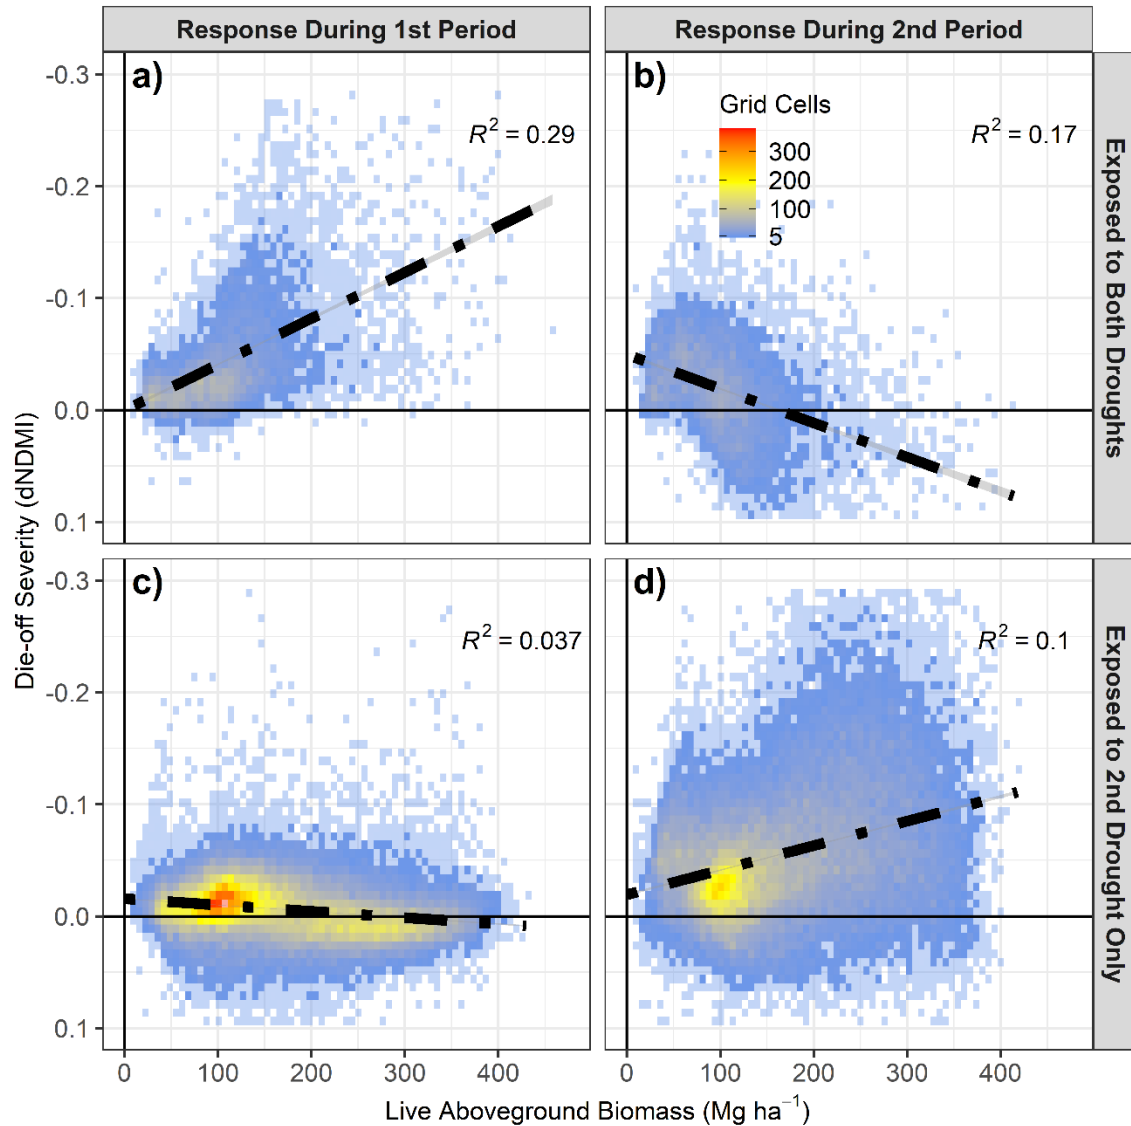 Response During 1st Period
Response During 2nd Period
a)
R² = 0.29
-0.3
-0.2
-0.1
0.0
0.1
b)
Grid Cells
300
200
100
5
R² = 0.17
Exposed to Both Droughts
Die-off Severity (dNDMI)
c)
R² = 0.037
-0.3
-0.2
-0.1
0.0
0.1
d)
R² = 0.1
Exposed to 2nd Drought Only
0 100 200 300 400
0 100 200 300 400
Live Aboveground Biomass (Mg ha⁻¹)